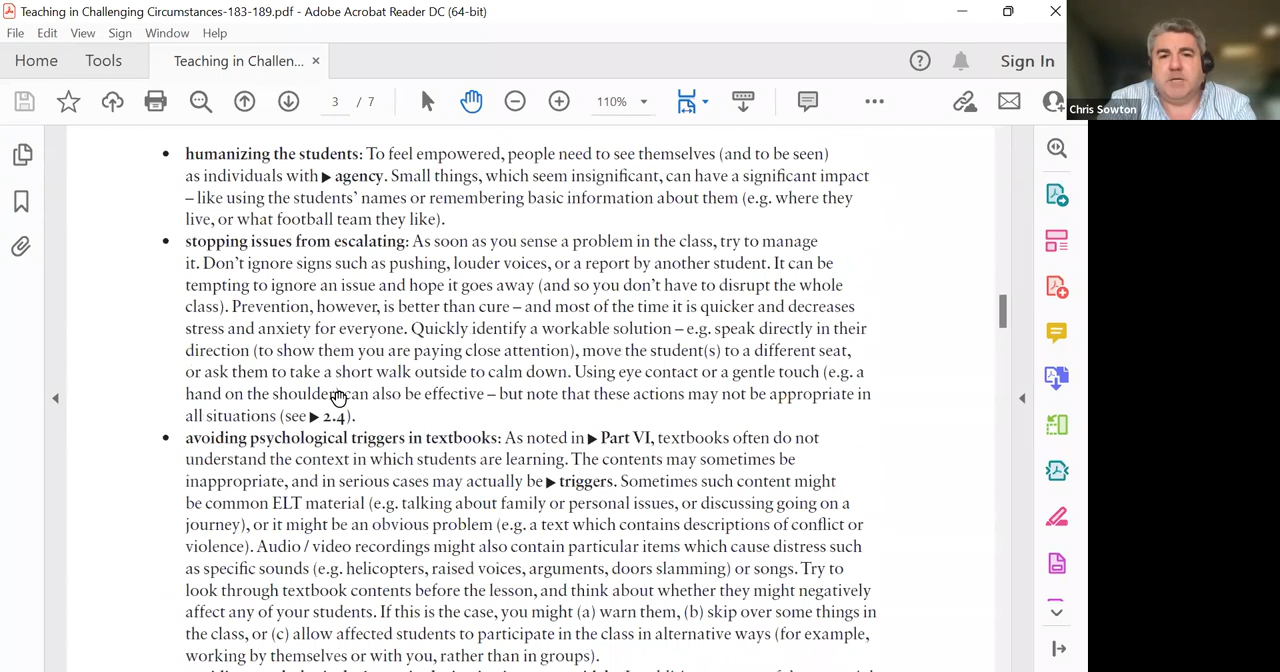 Teaching in Challenging Circumstances-183-189.pdf - Adobe Acrobat Reader DC (64-bit)
File Edit View Sign Window Help
Home Tools Teaching in Challen... × Sign In
3 / 7 110%
Chris Sowton
• humanizing the students: To feel empowered, people need to see themselves (and to be seen)
as individuals with ▶ agency. Small things, which seem insignificant, can have a significant impact
– like using the students’ names or remembering basic information about them (e.g. where they
live, or what football team they like).
• stopping issues from escalating: As soon as you sense a problem in the class, try to manage
it. Don’t ignore signs such as pushing, louder voices, or a report by another student. It can be
tempting to ignore an issue and hope it goes away (and so you don’t have to disrupt the whole
class). Prevention, however, is better than cure – and most of the time it is quicker and decreases
stress and anxiety for everyone. Quickly identify a workable solution – e.g. speak directly in their
direction (to show them you are paying close attention), move the student(s) to a different seat,
or ask them to take a short walk outside to calm down. Using eye contact or a gentle touch (e.g. a
hand on the shoulder) can also be effective – but note that these actions may not be appropriate in
all situations (see ▶ 2.4).
• avoiding psychological triggers in textbooks: As noted in ▶ Part VI, textbooks often do not
understand the context in which students are learning. The contents may sometimes be
inappropriate, and in serious cases may actually be ▶ triggers. Sometimes such content might
be common ELT material (e.g. talking about family or personal issues, or discussing going on a
journey), or it might be an obvious problem (e.g. a text which contains descriptions of conflict or
violence). Audio / video recordings might also contain particular items which cause distress such
as specific sounds (e.g. helicopters, raised voices, arguments, doors slamming) or songs. Try to
look through textbook contents before the lesson, and think about whether they might negatively
affect any of your students. If this is the case, you might (a) warn them, (b) skip over some things in
the class, or (c) allow affected students to participate in the class in alternative ways (for example,
working by themselves or with you, rather than in groups).